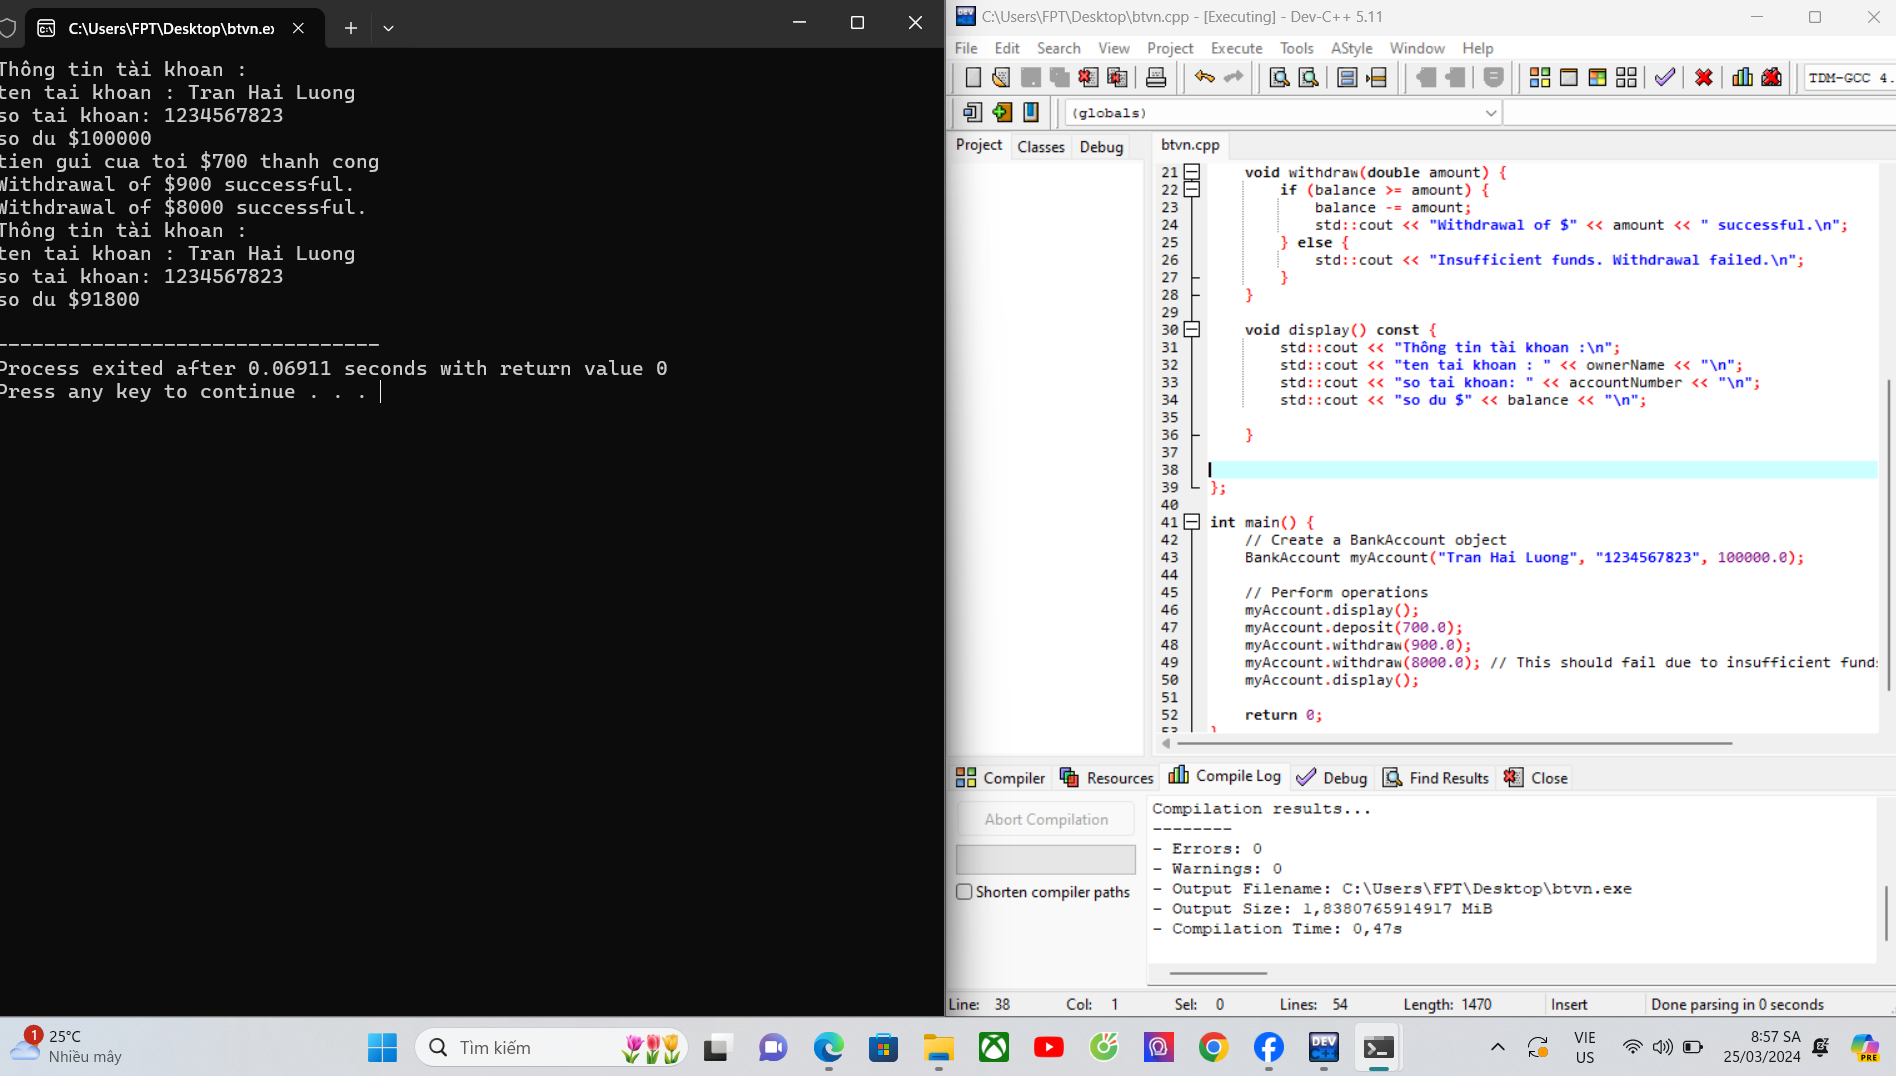 C:\Users\FPT\Desktop\btvn.e
Thông tin tài khoan :
ten tai khoan : Tran Hai Luong
so tai khoan: 1234567823
so du $100000
tien gui cua toi $700 thanh cong
Withdrawal of $900 successful.
Withdrawal of $8000 successful.
Thông tin tài khoan :
ten tai khoan : Tran Hai Luong
so tai khoan: 1234567823
so du $91800
--------------------------------
Process exited after 0.06911 seconds with return value 0
Press any key to continue . . .
C:\Users\FPT\Desktop\btvn.cpp - [Executing] - Dev-C++ 5.11
File Edit Search View Project Execute Tools AStyle Window Help
TDM-GCC 4.
(globals)
Project Classes Debug
btvn.cpp
21 void withdraw(double amount) {
22 if (balance >= amount) {
23 balance -= amount;
24 std::cout << "Withdrawal of $" << amount << " successful.\n";
25 } else {
26 std::cout << "Insufficient funds. Withdrawal failed.\n";
27 }
28 }
29
30 void display() const {
31 std::cout << "Thông tin tài khoan :\n";
32 std::cout << "ten tai khoan : " << ownerName << "\n";
33 std::cout << "so tai khoan: " << accountNumber << "\n";
34 std::cout << "so du $" << balance << "\n";
35
36 }
37
38
39 };
40
41 int main() {
42 // Create a BankAccount object
43 BankAccount myAccount("Tran Hai Luong", "1234567823", 100000.0);
44
45 // Perform operations
46 myAccount.display();
47 myAccount.deposit(700.0);
48 myAccount.withdraw(900.0);
49 myAccount.withdraw(8000.0); // This should fail due to insufficient fund
50 myAccount.display();
51
52 return 0;
53 }
Compiler Resources Compile Log Debug Find Results Close
Abort Compilation
Shorten compiler paths
Compilation results...
--------
- Errors: 0
- Warnings: 0
- Output Filename: C:\Users\FPT\Desktop\btvn.exe
- Output Size: 1,8380765914917 MiB
- Compilation Time: 0,47s
Line: 38 Col: 1 Sel: 0 Lines: 54 Length: 1470 Insert Done parsing in 0 seconds
1
25°C
Nhiều mây
Tìm kiếm
DEV C++
VIE
US
8:57 SA
25/03/2024
PRE